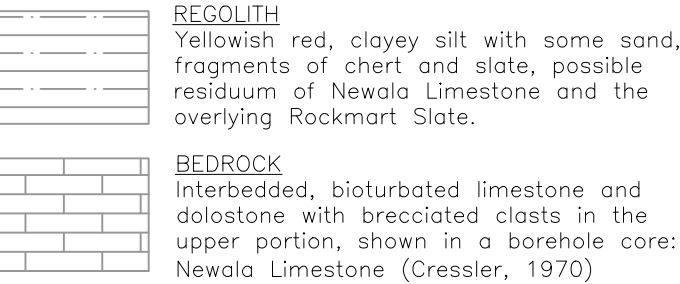 REGOLITH
Yellowish red, clayey silt with some sand,
fragments of chert and slate, possible
residuum of Newala Limestone and the
overlying Rockmart Slate.
BEDROCK
Interbedded, bioturbated limestone and
dolostone with brecciated clasts in the
upper portion, shown in a borehole core:
Newala Limestone (Cressler, 1970)